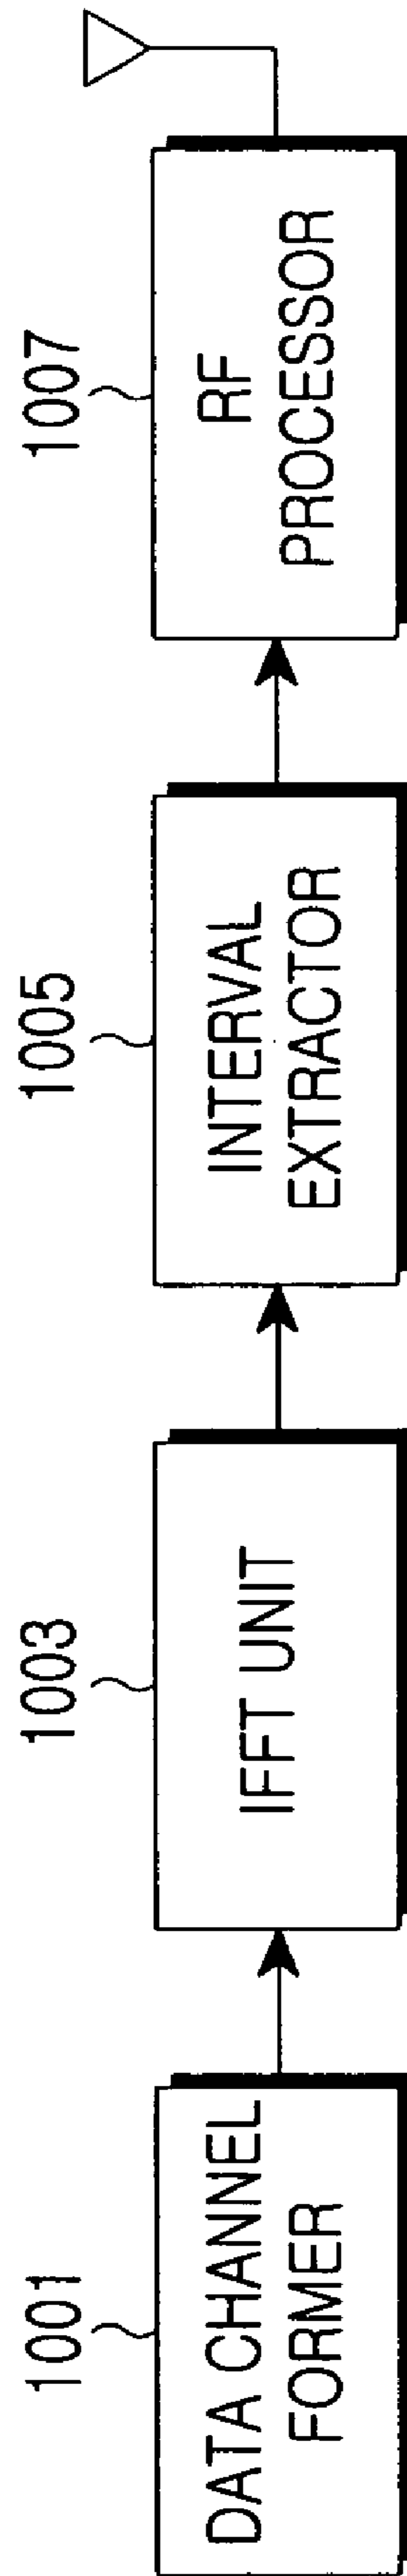 1001
DATA CHANNEL
FORMER
1003
IFFT UNIT
1005
INTERVAL
EXTRACTOR
1007
RF
PROCESSOR